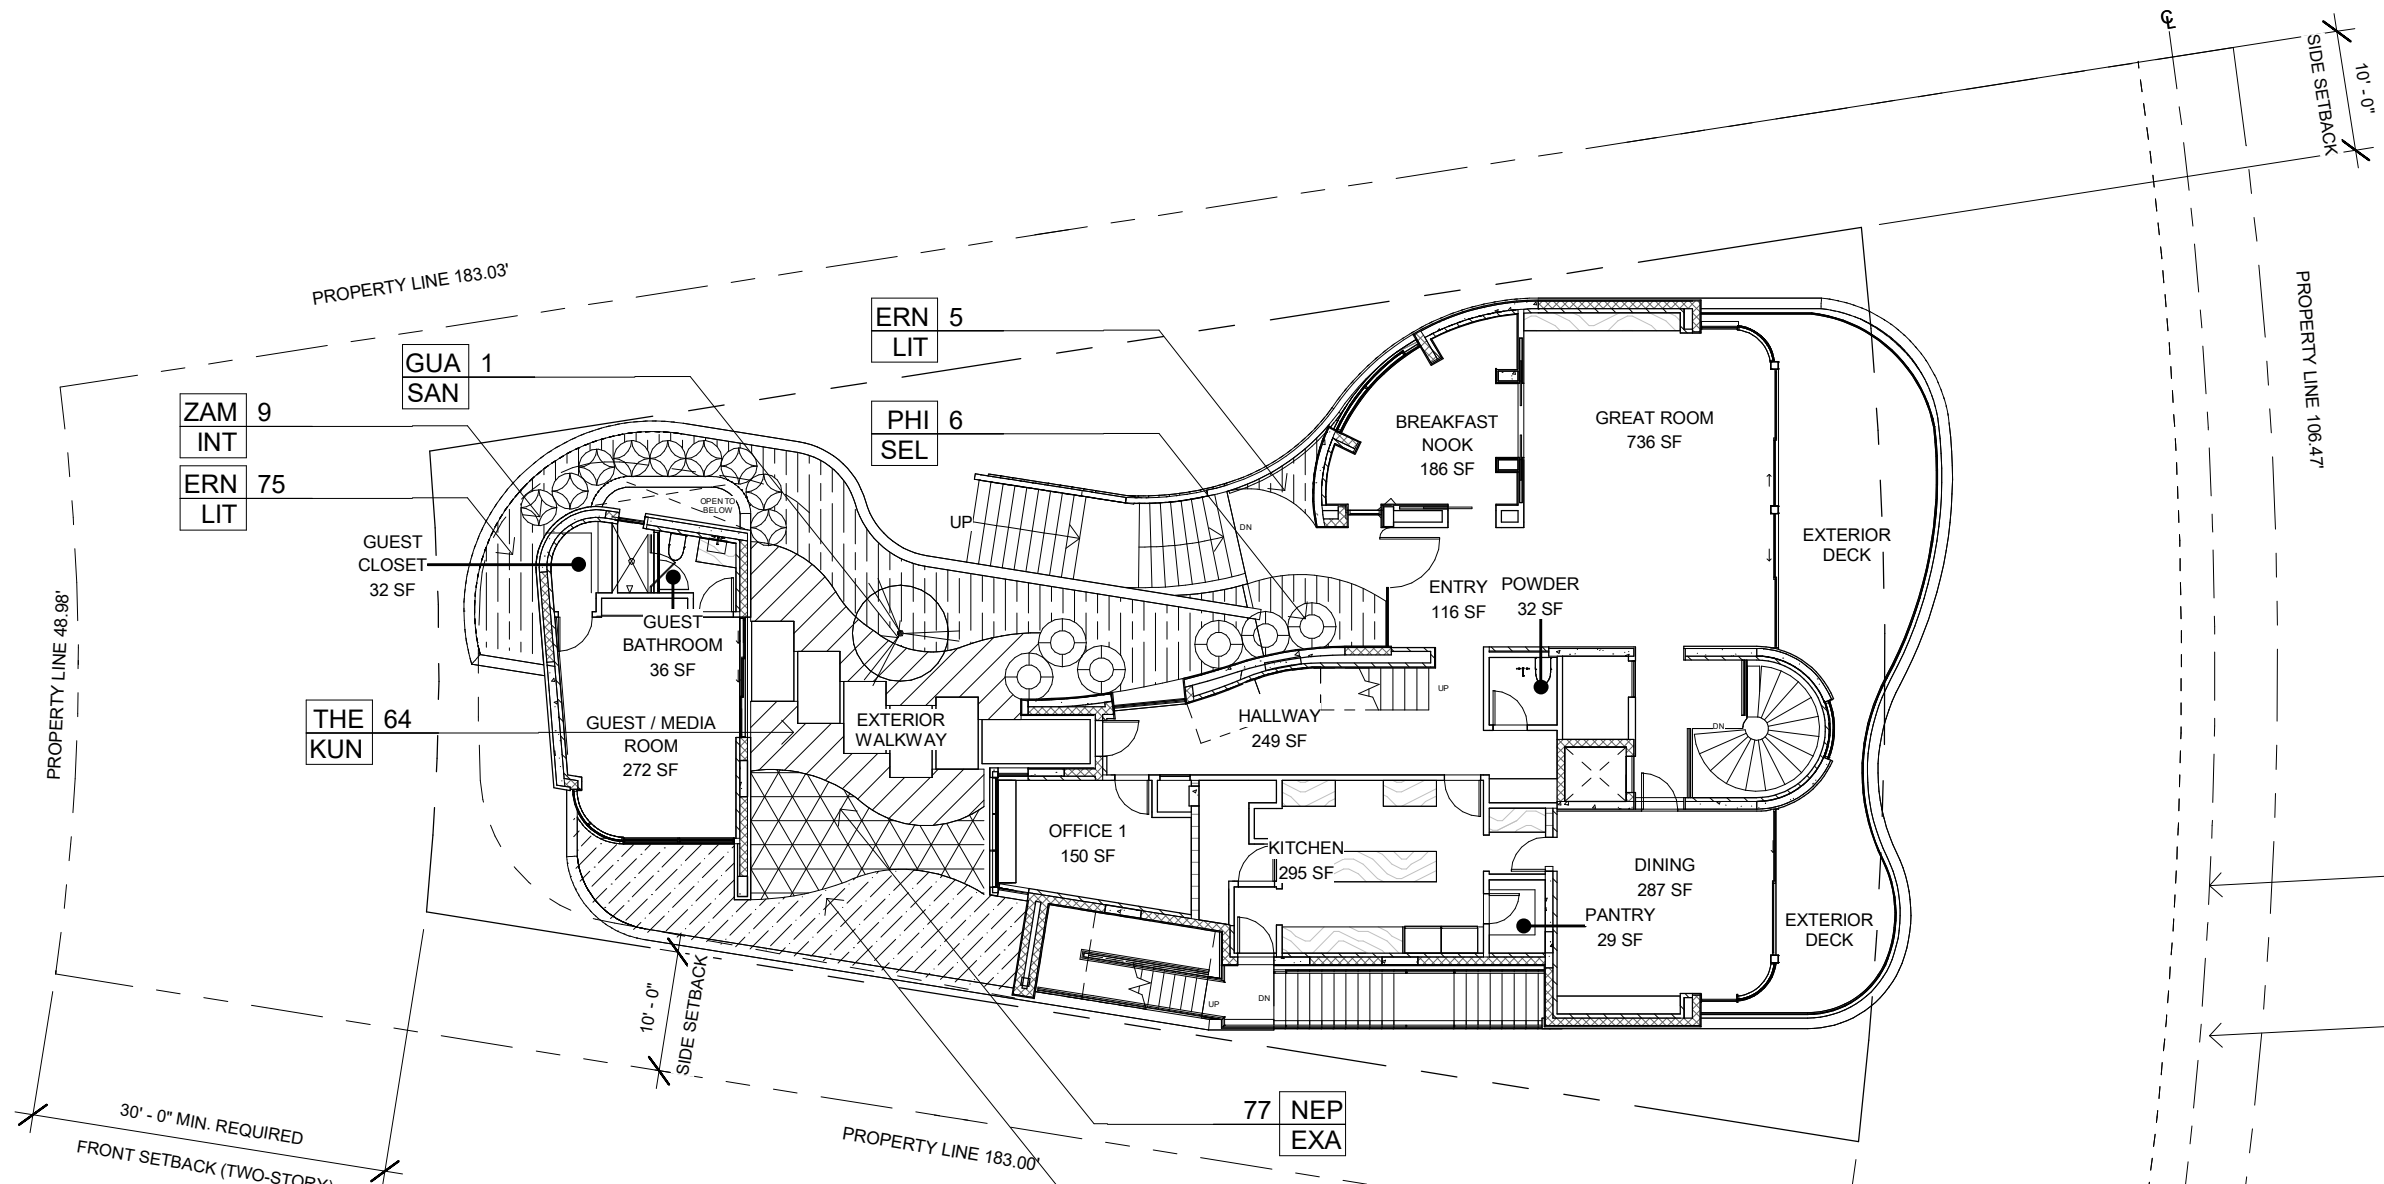 ℄
SIDE SETBACK
10' - 0"
PROPERTY LINE 183.03'
PROPERTY LINE 106.47'
ERN 5
LIT
GUA 1
SAN
ZAM 9
INT
PHI 6
SEL
ERN 75
LIT
BREAKFAST
NOOK
186 SF
GREAT ROOM
736 SF
OPEN TO
BELOW
UP
DN
GUEST
CLOSET
32 SF
EXTERIOR
DECK
ENTRY
116 SF
POWDER
32 SF
GUEST
BATHROOM
36 SF
PROPERTY LINE 48.98'
THE 64
KUN
GUEST / MEDIA
ROOM
272 SF
EXTERIOR
WALKWAY
HALLWAY
249 SF
UP
DN
OFFICE 1
150 SF
KITCHEN
295 SF
DINING
287 SF
PANTRY
29 SF
EXTERIOR
DECK
UP
DN
10' - 0"
SIDE SETBACK
77 NEP
EXA
30' - 0" MIN. REQUIRED
FRONT SETBACK (TWO-STORY)
PROPERTY LINE 183.00'